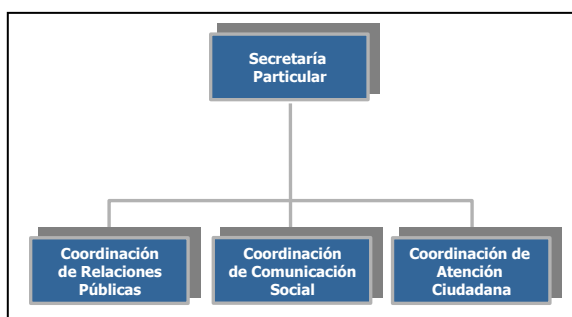 Secretaría
Particular
Coordinación
de Relaciones
Públicas
Coordinación
de Comunicación
Social
Coordinación de
Atención
Ciudadana